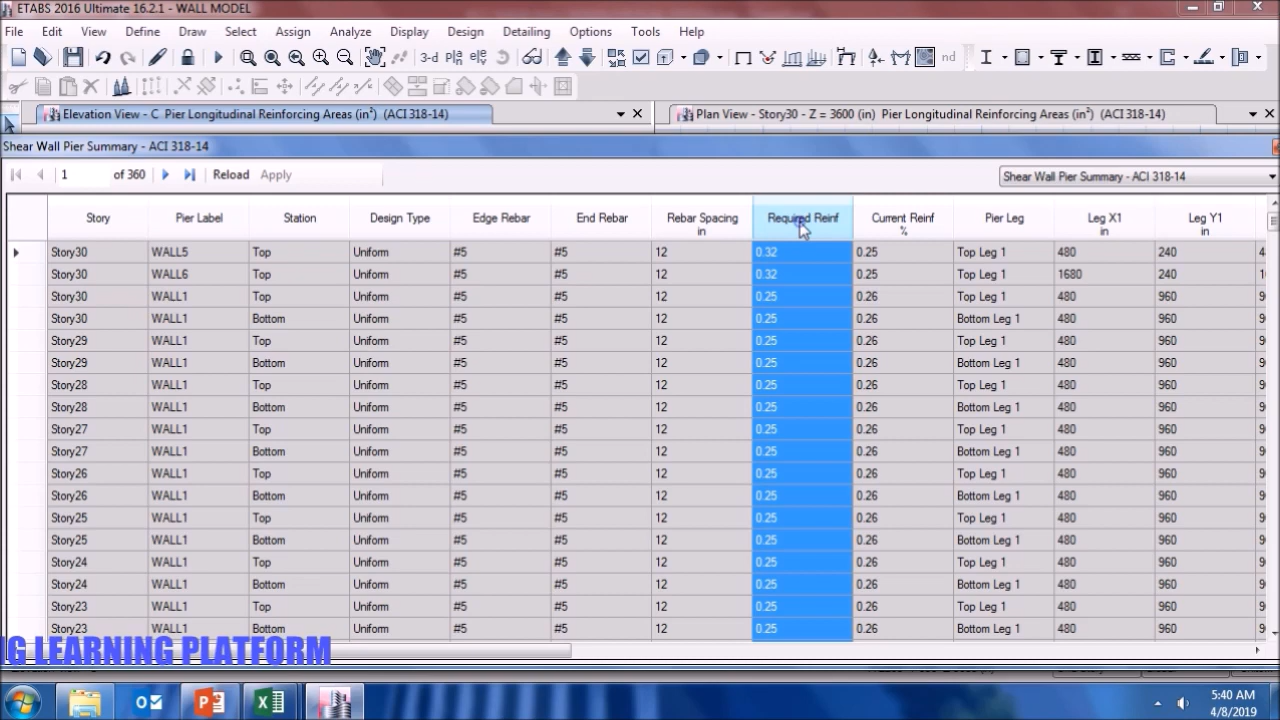 ETABS 2016 Ultimate 16.2.1 - WALL MODEL
File Edit View Define Draw Select Assign Analyze Display Design Detailing Options Tools Help
3-d nd
Elevation View - C Pier Longitudinal Reinforcing Areas (in²) (ACI 318-14)
Plan View - Story30 - Z = 3600 (in) Pier Longitudinal Reinforcing Areas (in²) (ACI 318-14)
Shear Wall Pier Summary - ACI 318-14
1 of 360 Reload Apply Shear Wall Pier Summary - ACI 318-14
Story Pier Label Station Design Type Edge Rebar End Rebar Rebar Spacing Required Reinf Current Reinf Pier Leg Leg X1 Leg Y1
in % in in
Story30 WALL5 Top Uniform #5 #5 12 0.32 0.25 Top Leg 1 480 240
Story30 WALL6 Top Uniform #5 #5 12 0.32 0.25 Top Leg 1 1680 240
Story30 WALL1 Top Uniform #5 #5 12 0.25 0.26 Top Leg 1 480 960
Story30 WALL1 Bottom Uniform #5 #5 12 0.25 0.26 Bottom Leg 1 480 960
Story29 WALL1 Top Uniform #5 #5 12 0.25 0.26 Top Leg 1 480 960
Story29 WALL1 Bottom Uniform #5 #5 12 0.25 0.26 Bottom Leg 1 480 960
Story28 WALL1 Top Uniform #5 #5 12 0.25 0.26 Top Leg 1 480 960
Story28 WALL1 Bottom Uniform #5 #5 12 0.25 0.26 Bottom Leg 1 480 960
Story27 WALL1 Top Uniform #5 #5 12 0.25 0.26 Top Leg 1 480 960
Story27 WALL1 Bottom Uniform #5 #5 12 0.25 0.26 Bottom Leg 1 480 960
Story26 WALL1 Top Uniform #5 #5 12 0.25 0.26 Top Leg 1 480 960
Story26 WALL1 Bottom Uniform #5 #5 12 0.25 0.26 Bottom Leg 1 480 960
Story25 WALL1 Top Uniform #5 #5 12 0.25 0.26 Top Leg 1 480 960
Story25 WALL1 Bottom Uniform #5 #5 12 0.25 0.26 Bottom Leg 1 480 960
Story24 WALL1 Top Uniform #5 #5 12 0.25 0.26 Top Leg 1 480 960
Story24 WALL1 Bottom Uniform #5 #5 12 0.25 0.26 Bottom Leg 1 480 960
Story23 WALL1 Top Uniform #5 #5 12 0.25 0.26 Top Leg 1 480 960
Story23 WALL1 Bottom Uniform #5 #5 12 0.25 0.26 Bottom Leg 1 480 960
G LEARNING PLATFORM
5:40 AM
4/8/2019